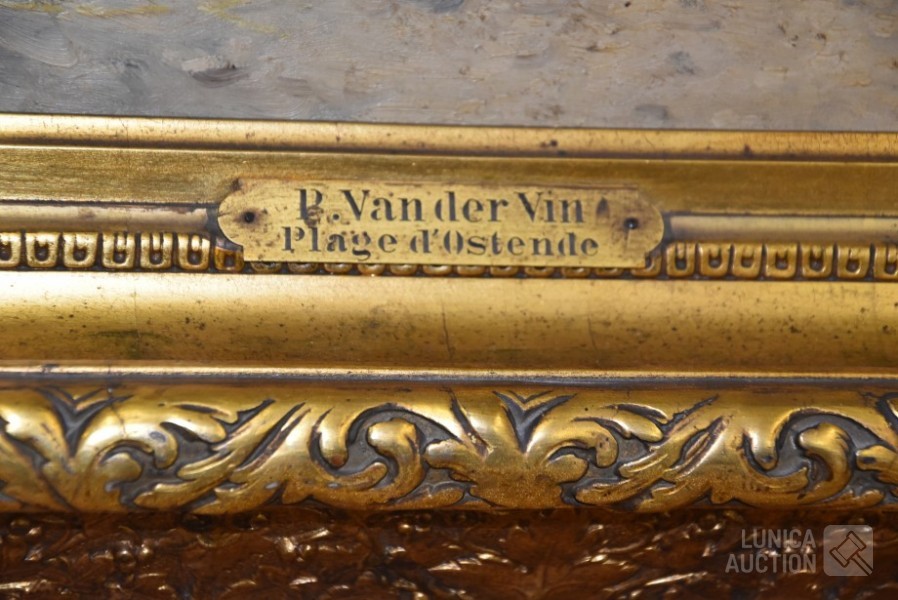 P. Van der Vin
Plage d'Ostende
LUNICA
AUCTION